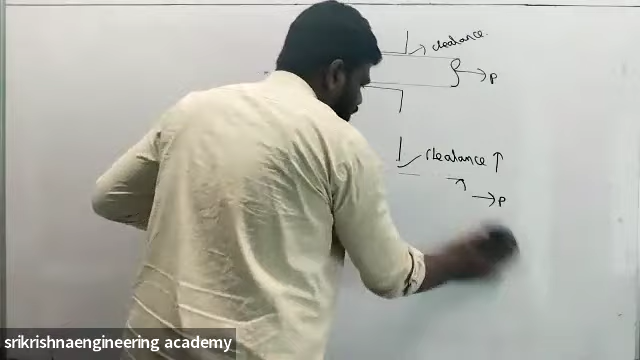 clearance.
P
clearance ↑
P
srikrishnaengineering academy